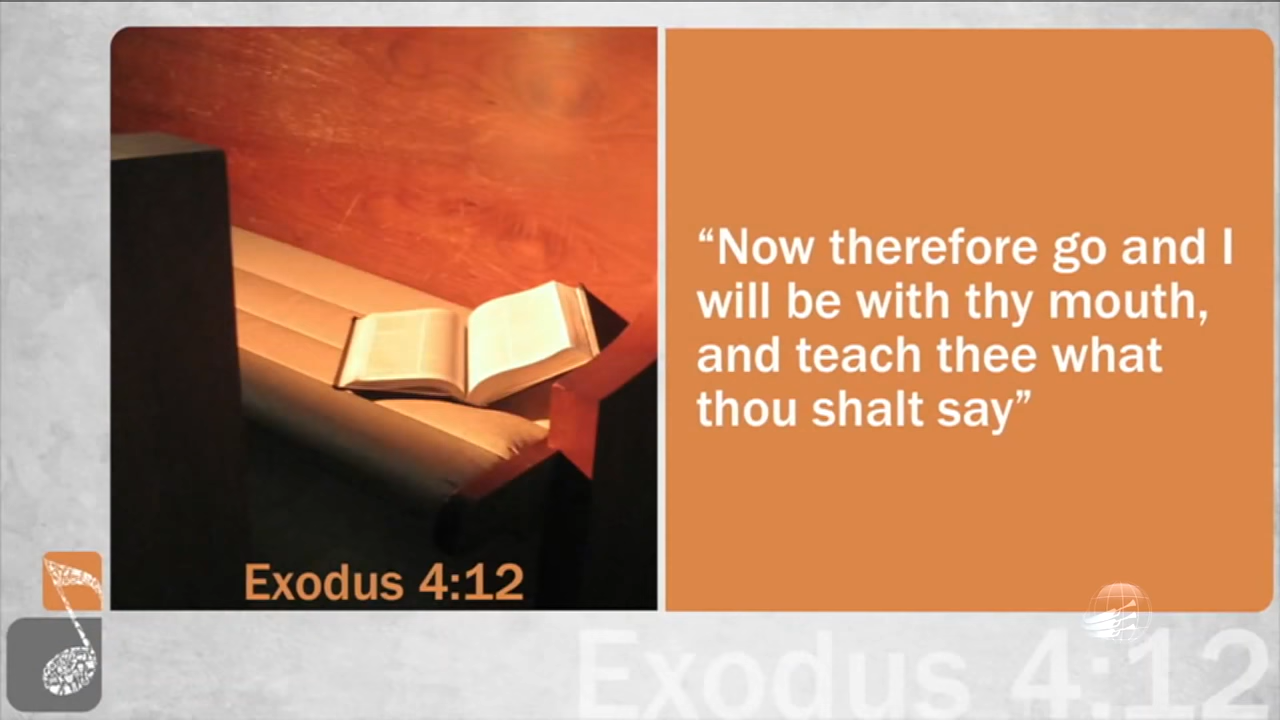 Exodus 4:12
“Now therefore go and I
will be with thy mouth,
and teach thee what
thou shalt say”
Exodus 4:12